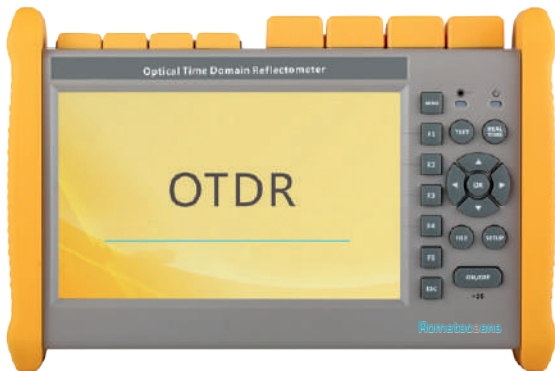 Optical Time Domain Reflectometer
OTDR
MENU
F1
TEST
REAL TIME
F2
OK
F3
F4
FILE
SETUP
F5
ESC
ON/OFF
Rometacsene